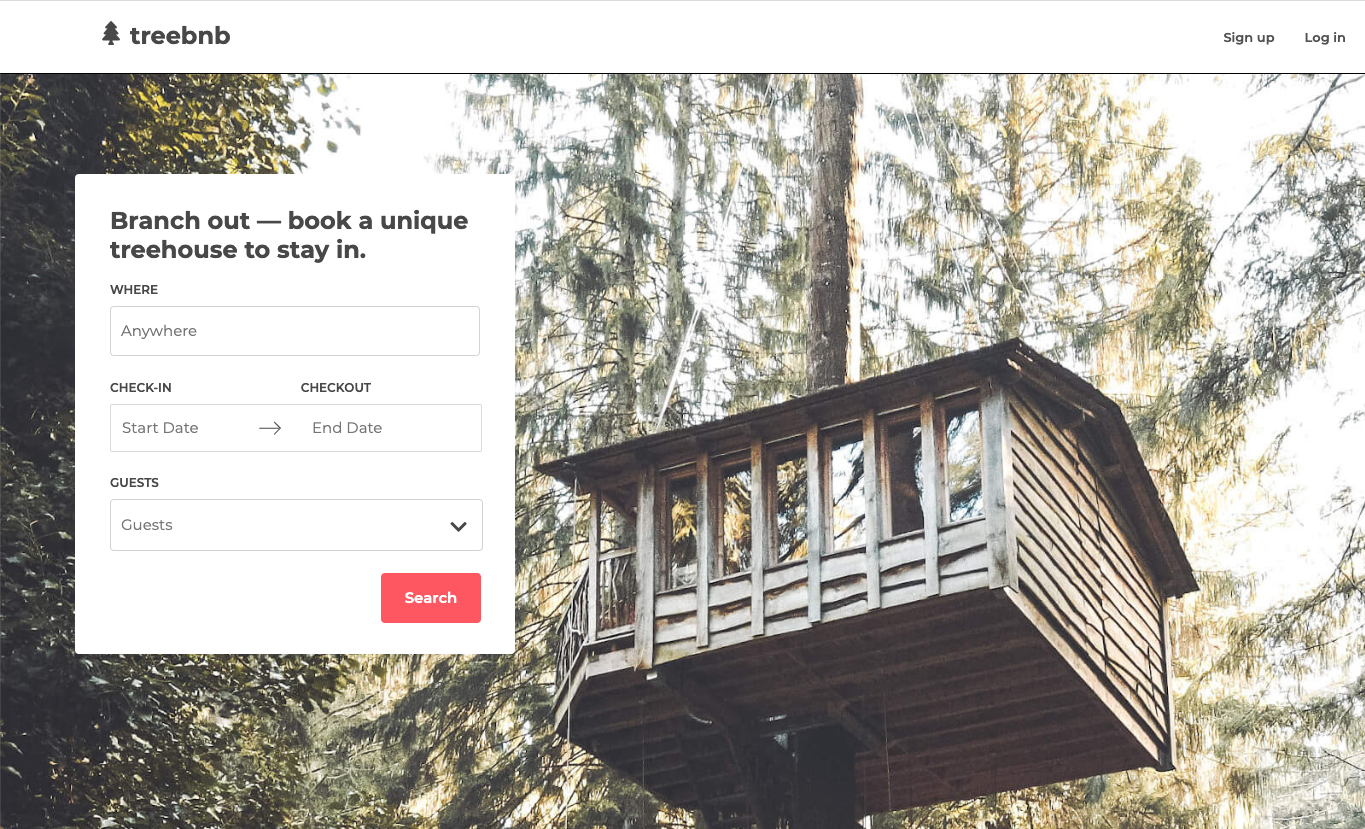 treebnb
Sign up
Log in
Branch out — book a unique
treehouse to stay in.
WHERE
Anywhere
CHECK-IN
CHECKOUT
Start Date
End Date
GUESTS
Guests
Search